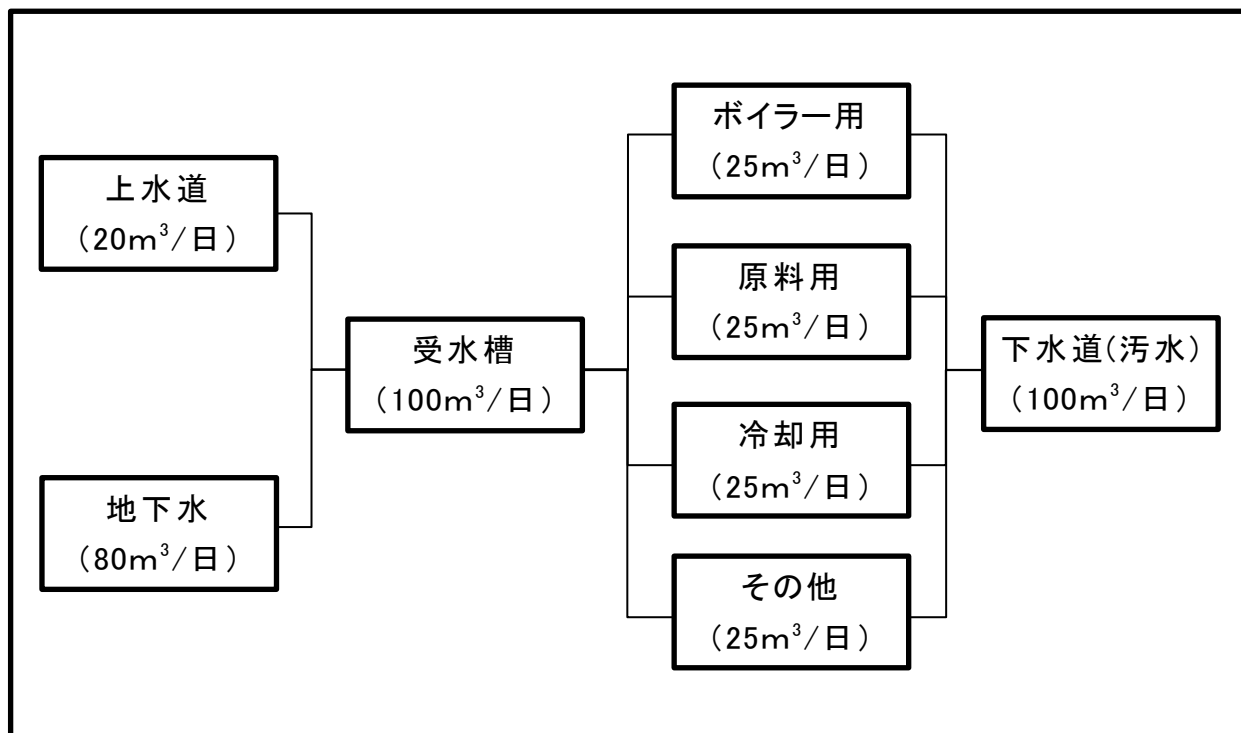 上水道
(20m³/日)
地下水
(80m³/日)
受水槽
(100m³/日)
ボイラー用
(25m³/日)
原料用
(25m³/日)
冷却用
(25m³/日)
その他
(25m³/日)
下水道(汚水)
(100m³/日)